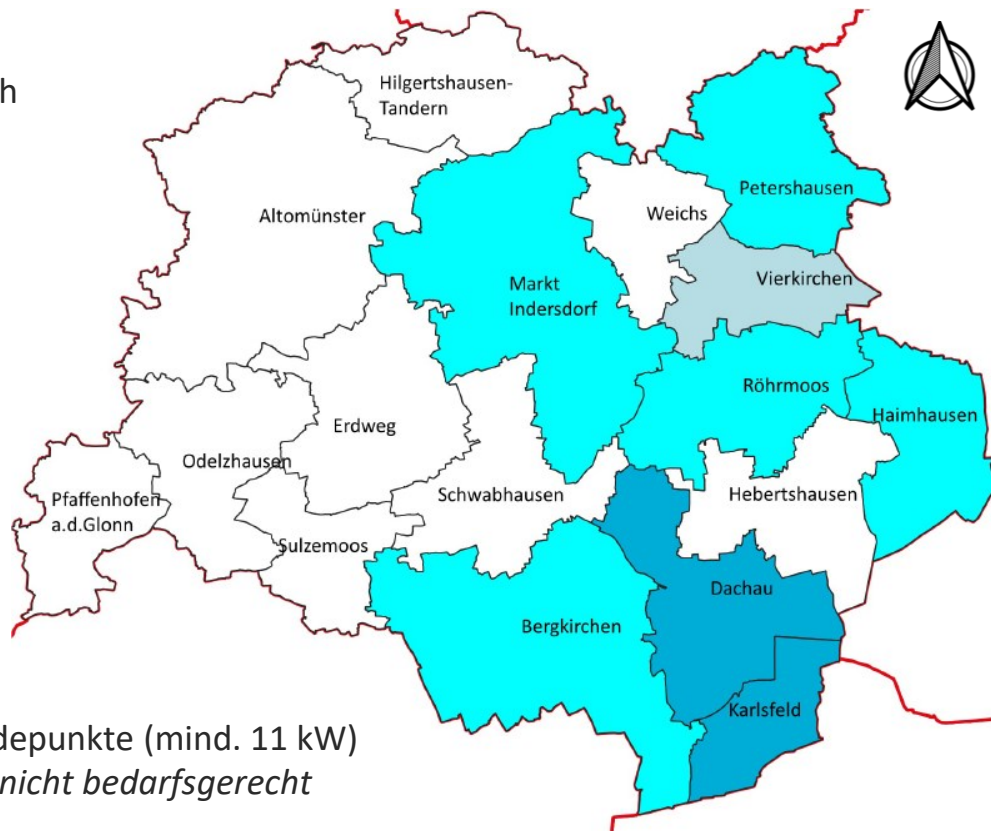 h
Hilgertshausen-
Tandern
Altomünster
Weichs
Petershausen
Markt
Indersdorf
Vierkirchen
Röhrmoos
Haimhausen
Erdweg
Odelzhausen
Pfaffenhofen
a.d.Glonn
Schwabhausen
Hebertshausen
Sulzemoos
Dachau
Bergkirchen
Karlsfeld
depunkte (mind. 11 kW)
nicht bedarfsgerecht